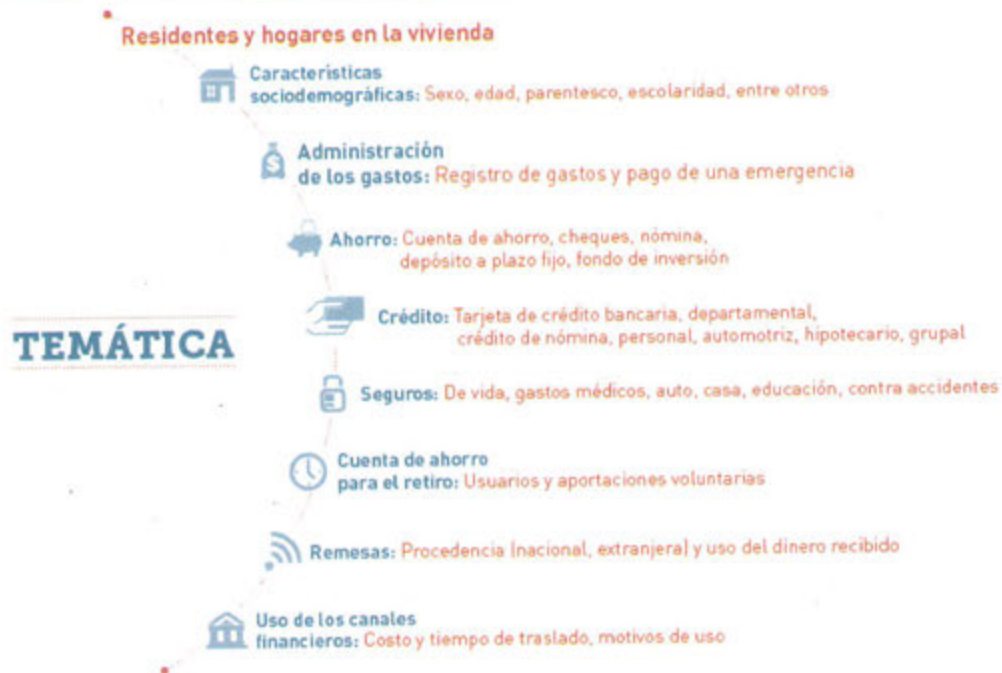 Residentes y hogares en la vivienda
Características
sociodemográficas: Sexo, edad, parentesco, escolaridad, entre otros
Administración
de los gastos: Registro de gastos y pago de una emergencia
Ahorro: Cuenta de ahorro, cheques, nómina,
depósito a plazo fijo, fondo de inversión
TEMÁTICA
Crédito: Tarjeta de crédito bancaria, departamental,
crédito de nómina, personal, automotriz, hipotecario, grupal
Seguros: De vida, gastos médicos, auto, casa, educación, contra accidentes
Cuenta de ahorro
para el retiro: Usuarios y aportaciones voluntarias
Remesas: Procedencia (nacional, extranjera) y uso del dinero recibido
Uso de los canales
financieros: Costo y tiempo de traslado, motivos de uso